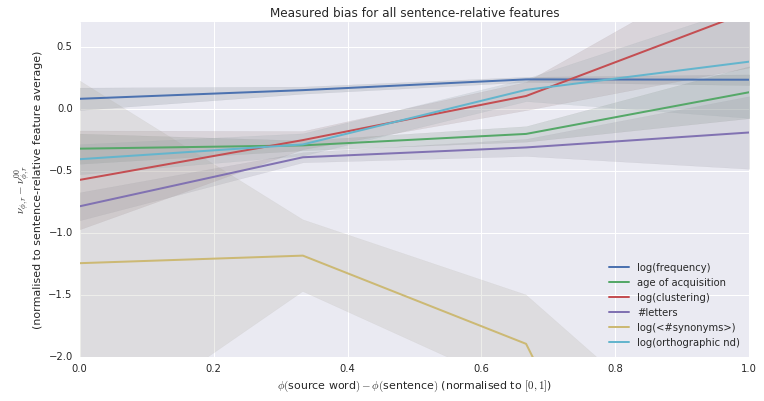 Measured bias for all sentence-relative features
0.5
0.0
−0.5
−1.0
−1.5
−2.0
0.0 0.2 0.4 0.6 0.8 1.0
ν_{ϕ,r} − ν^{00}_{ϕ,r}
(normalised to sentence-relative feature average)
ϕ(source word) − ϕ(sentence) (normalised to [0, 1])
log(frequency)
age of acquisition
log(clustering)
#letters
log(<#synonyms>)
log(orthographic nd)